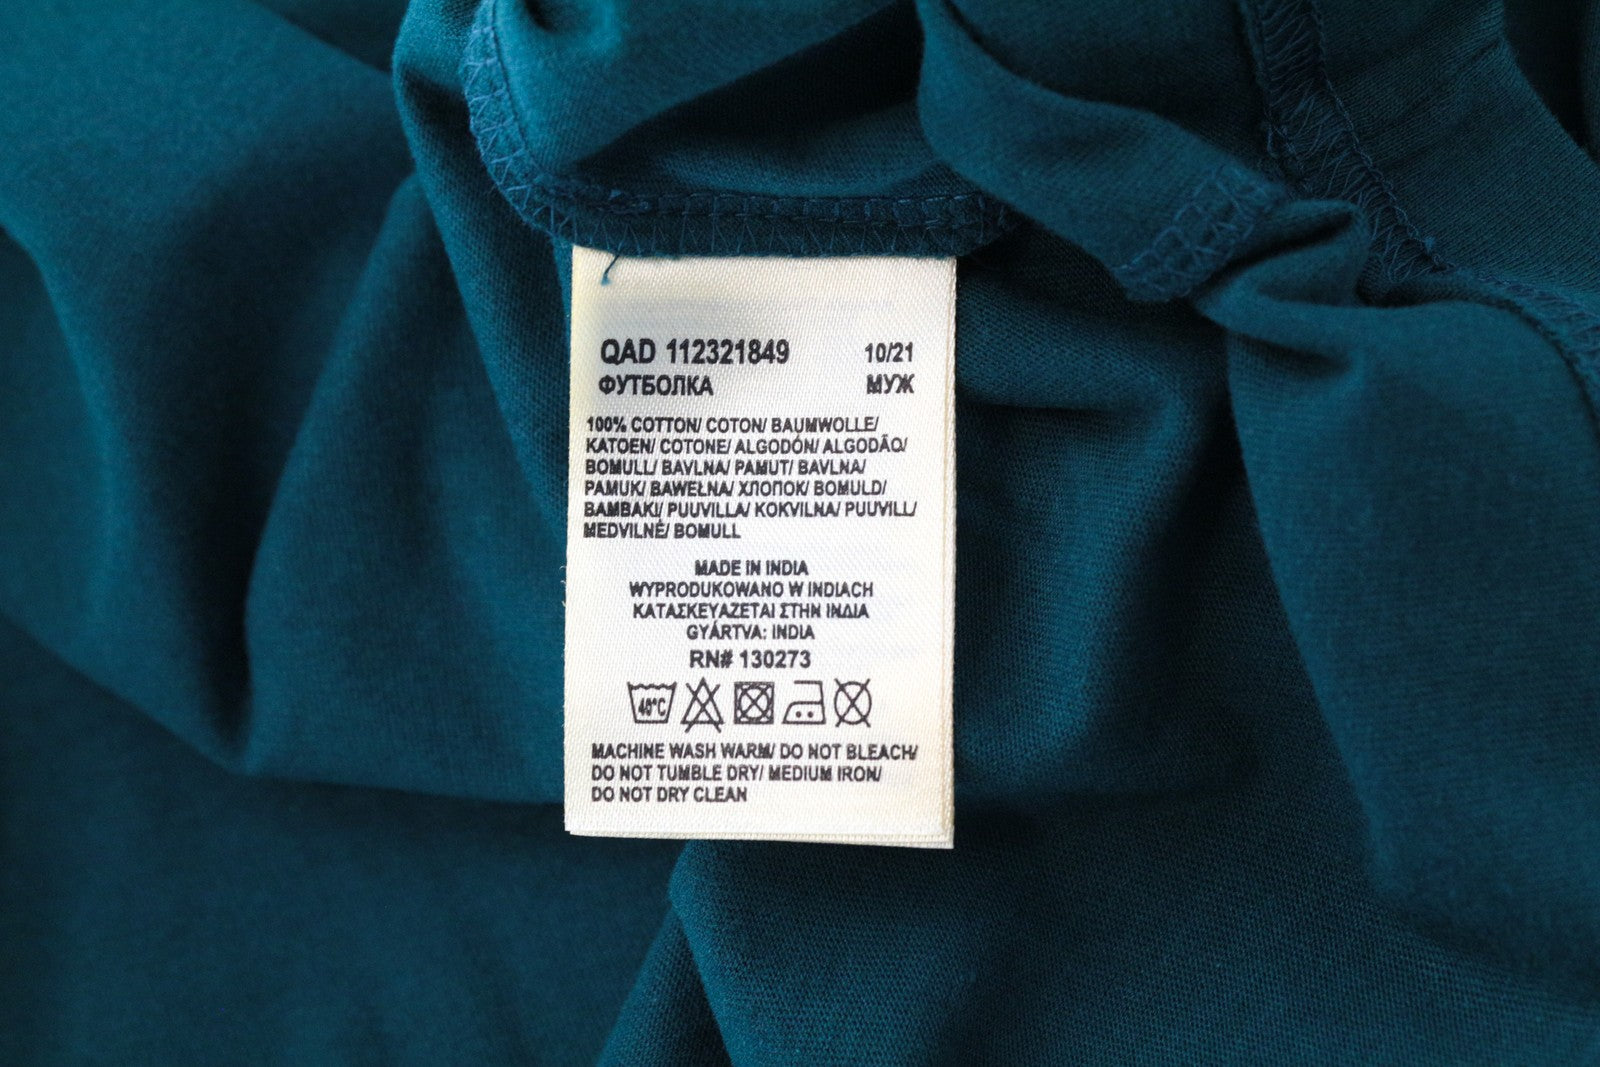 QAD 112321849 10/21
ФУТБОЛКА МУЖ
100% COTTON/ COTON/ BAUMWOLLE/
KATOEN/ COTONE/ ALGODÓN/ ALGODÃO/
BOMULL/ BAVLNA/ PAMUT/ BAVLNA/
PAMUK/ BAWEŁNA/ ХЛОПОК/ BOMULD/
BAMBAKI/ PUUVILLA/ KOKVILNA/ PUUVILL/
MEDVILNĖ/ BOMULL
MADE IN INDIA
WYPRODUKOWANO W INDIACH
ΚΑΤΑΣΚΕΥΑΖΕΤΑΙ ΣΤΗΝ ΙΝΔΙΑ
GYÁRTVA: INDIA
RN# 130273
40°C
MACHINE WASH WARM/ DO NOT BLEACH/
DO NOT TUMBLE DRY/ MEDIUM IRON/
DO NOT DRY CLEAN